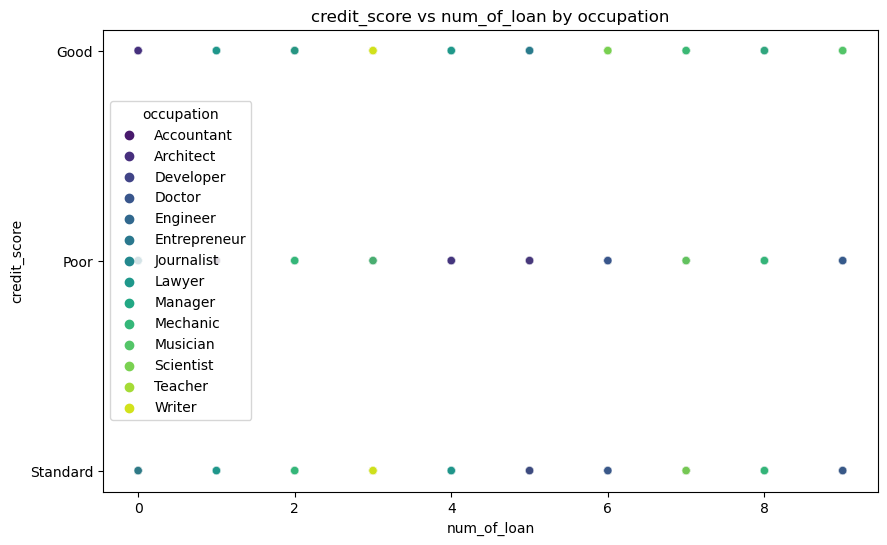 credit_score vs num_of_loan by occupation
Good
Poor
Standard
credit_score
occupation
Accountant
Architect
Developer
Doctor
Engineer
Entrepreneur
Journalist
Lawyer
Manager
Mechanic
Musician
Scientist
Teacher
Writer
0 2 4 6 8
num_of_loan